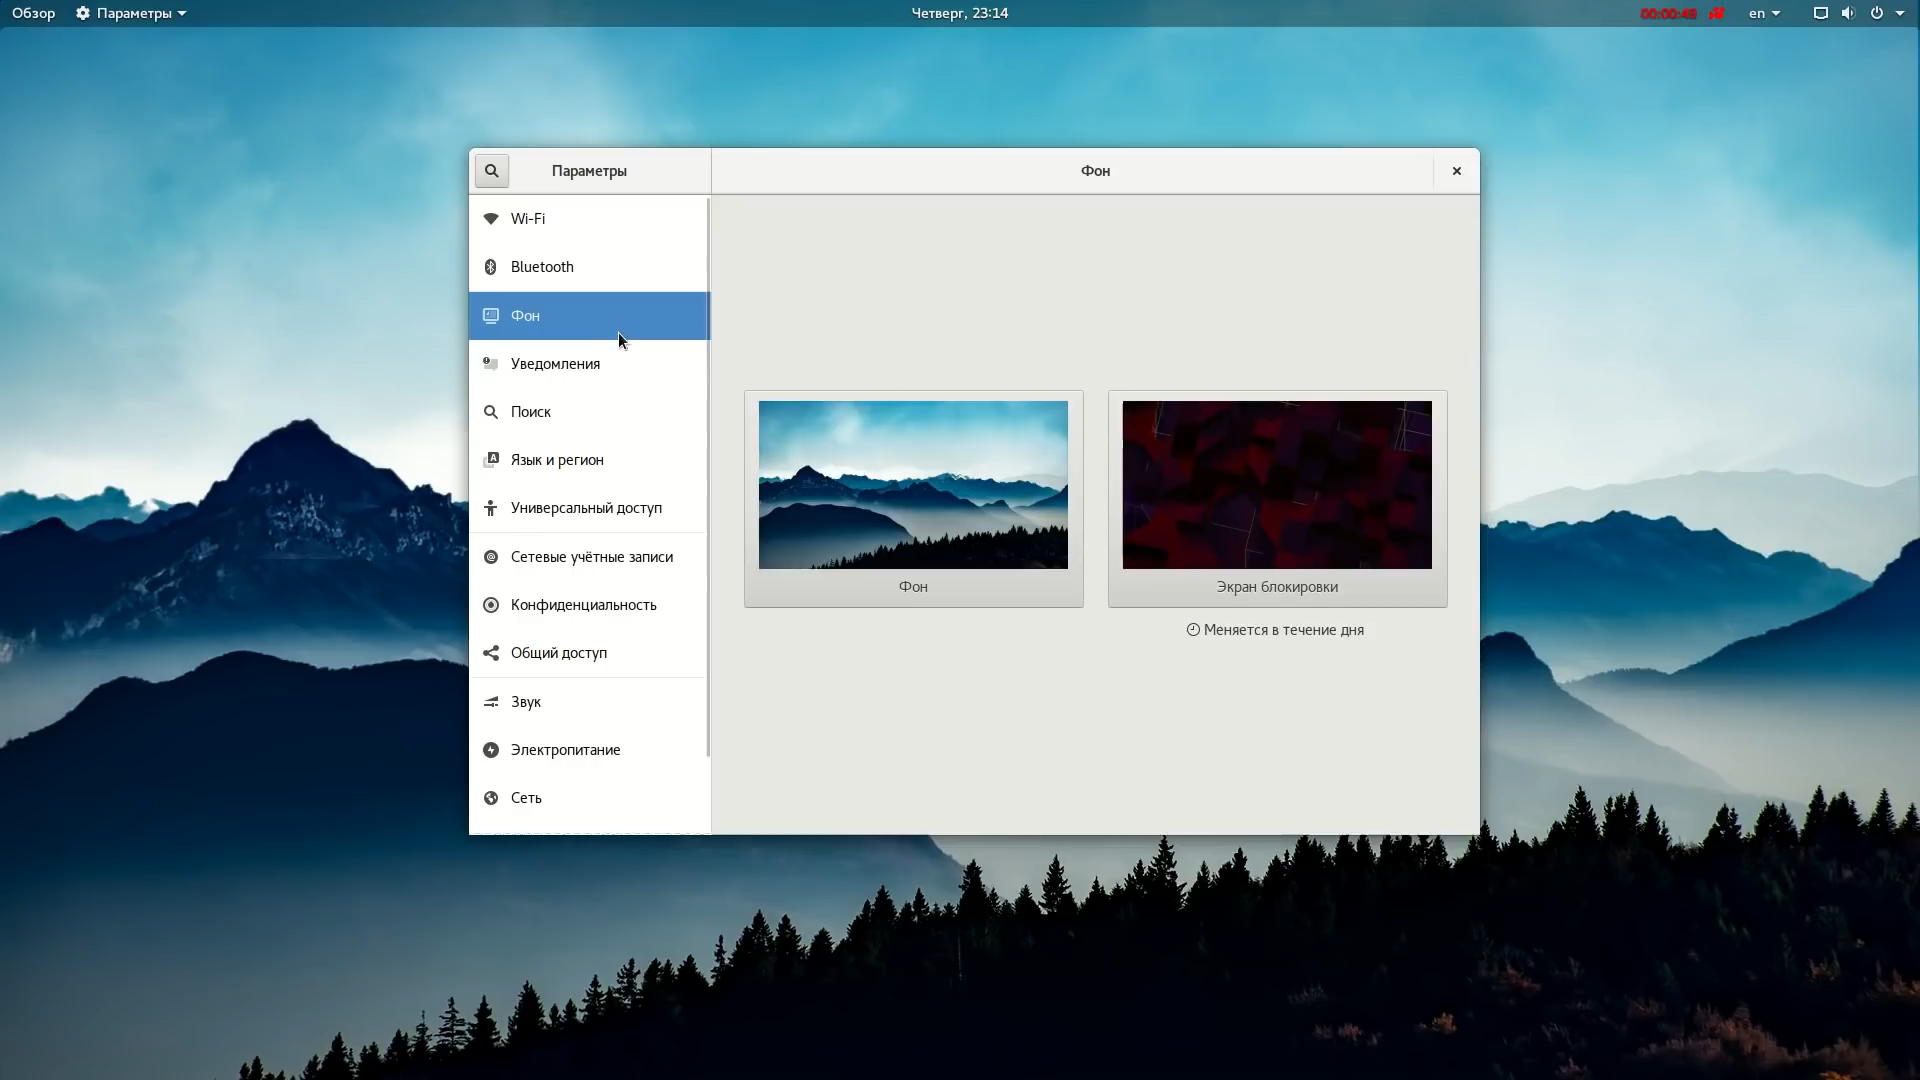 Обзор
Параметры
Четверг, 23:14
00:00:49
en
Параметры
Фон
Wi-Fi
Bluetooth
Фон
Уведомления
Поиск
Язык и регион
Универсальный доступ
Сетевые учётные записи
Конфиденциальность
Общий доступ
Звук
Электропитание
Сеть
Фон
Экран блокировки
Меняется в течение дня